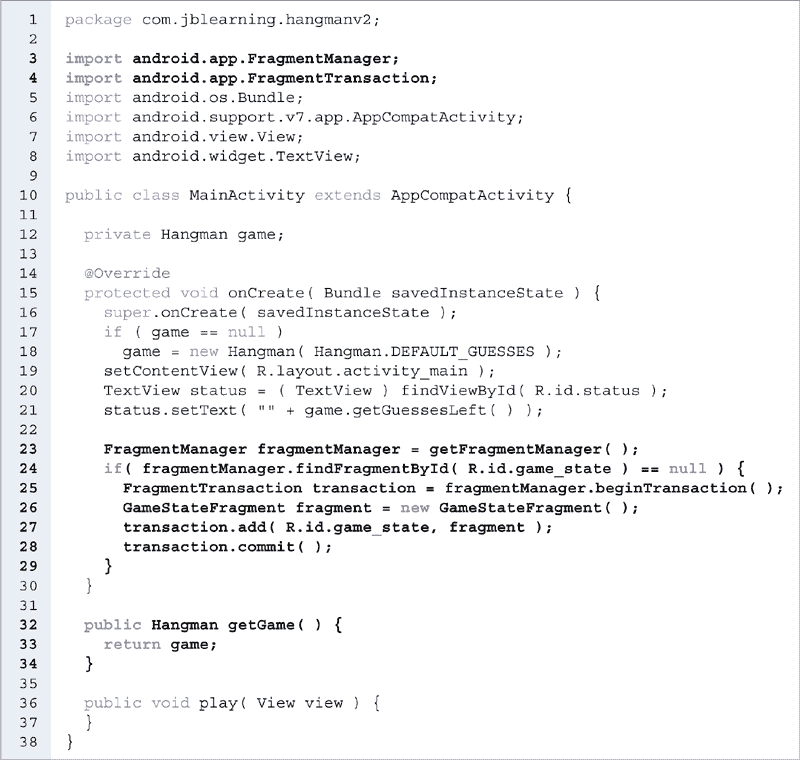 1 package com.jblearning.hangmanv2;
2
3 import android.app.FragmentManager;
4 import android.app.FragmentTransaction;
5 import android.os.Bundle;
6 import android.support.v7.app.AppCompatActivity;
7 import android.view.View;
8 import android.widget.TextView;
9
10 public class MainActivity extends AppCompatActivity {
11
12   private Hangman game;
13
14   @Override
15   protected void onCreate( Bundle savedInstanceState ) {
16     super.onCreate( savedInstanceState );
17     if ( game == null )
18       game = new Hangman( Hangman.DEFAULT_GUESSES );
19     setContentView( R.layout.activity_main );
20     TextView status = ( TextView ) findViewById( R.id.status );
21     status.setText( "" + game.getGuessesLeft( ) );
22
23     FragmentManager fragmentManager = getFragmentManager( );
24     if( fragmentManager.findFragmentById( R.id.game_state ) == null ) {
25       FragmentTransaction transaction = fragmentManager.beginTransaction( );
26       GameStateFragment fragment = new GameStateFragment( );
27       transaction.add( R.id.game_state, fragment );
28       transaction.commit( );
29     }
30   }
31
32   public Hangman getGame( ) {
33     return game;
34   }
35
36   public void play( View view ) {
37   }
38 }